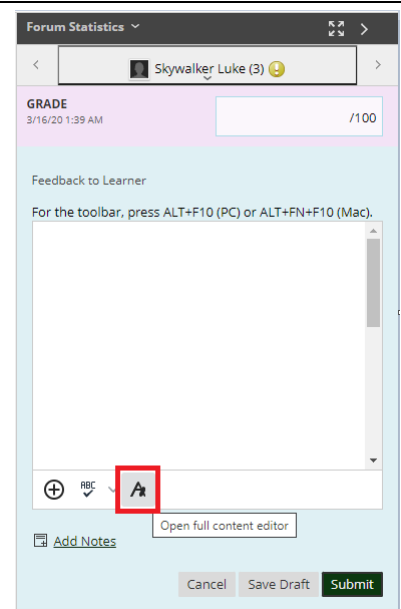 Forum Statistics
Skywalker Luke (3)
GRADE
3/16/20 1:39 AM
/100
Feedback to Learner
For the toolbar, press ALT+F10 (PC) or ALT+FN+F10 (Mac).
ABC
A
Open full content editor
Add Notes
Cancel Save Draft Submit